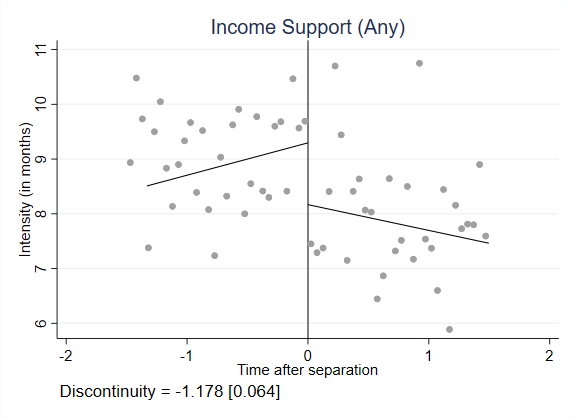 Income Support (Any)
Intensity (in months)
11
10
9
8
7
6
-2
-1
0
1
2
Time after separation
Discontinuity = -1.178 [0.064]